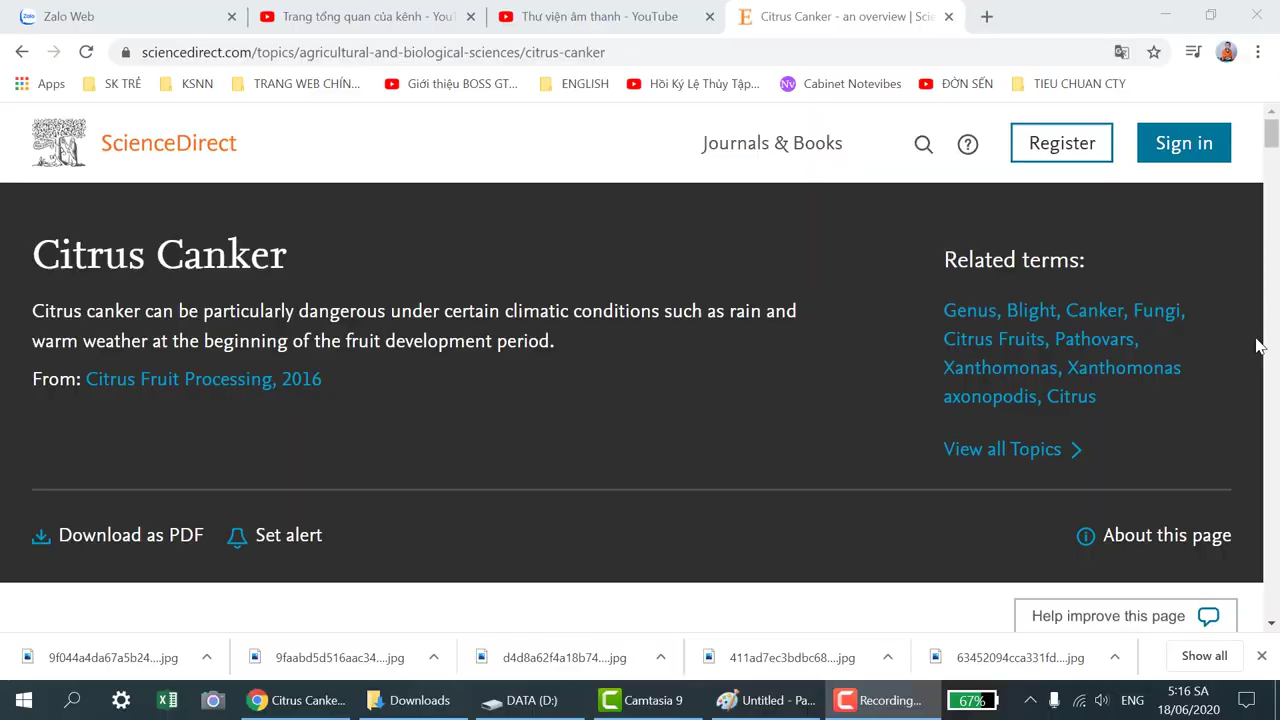 Zalo Web
Trang tổng quan của kênh - YouT
Thư viện âm thanh - YouTube
Citrus Canker - an overview | Scie
sciencedirect.com/topics/agricultural-and-biological-sciences/citrus-canker
Apps
SK TRẺ
KSNN
TRANG WEB CHÍN...
Giới thiệu BOSS GT...
ENGLISH
Hồi Ký Lệ Thủy Tập...
Nv
Cabinet Notevibes
ĐỜN SẾN
TIEU CHUAN CTY
ScienceDirect
Journals & Books
Register
Sign in
Citrus Canker
Citrus canker can be particularly dangerous under certain climatic conditions such as rain and
warm weather at the beginning of the fruit development period.
From: Citrus Fruit Processing, 2016
Related terms:
Genus, Blight, Canker, Fungi,
Citrus Fruits, Pathovars,
Xanthomonas, Xanthomonas
axonopodis, Citrus
View all Topics
Download as PDF
Set alert
About this page
Help improve this page
9f044a4da67a5b24....jpg
9faabd5d516aac34....jpg
d4d8a62f4a18b74....jpg
411ad7ec3bdbc68....jpg
63452094cca331fd....jpg
Show all
Citrus Canke...
Downloads
DATA (D:)
Camtasia 9
Untitled - Pa...
Recording...
67%
ENG
5:16 SA
18/06/2020